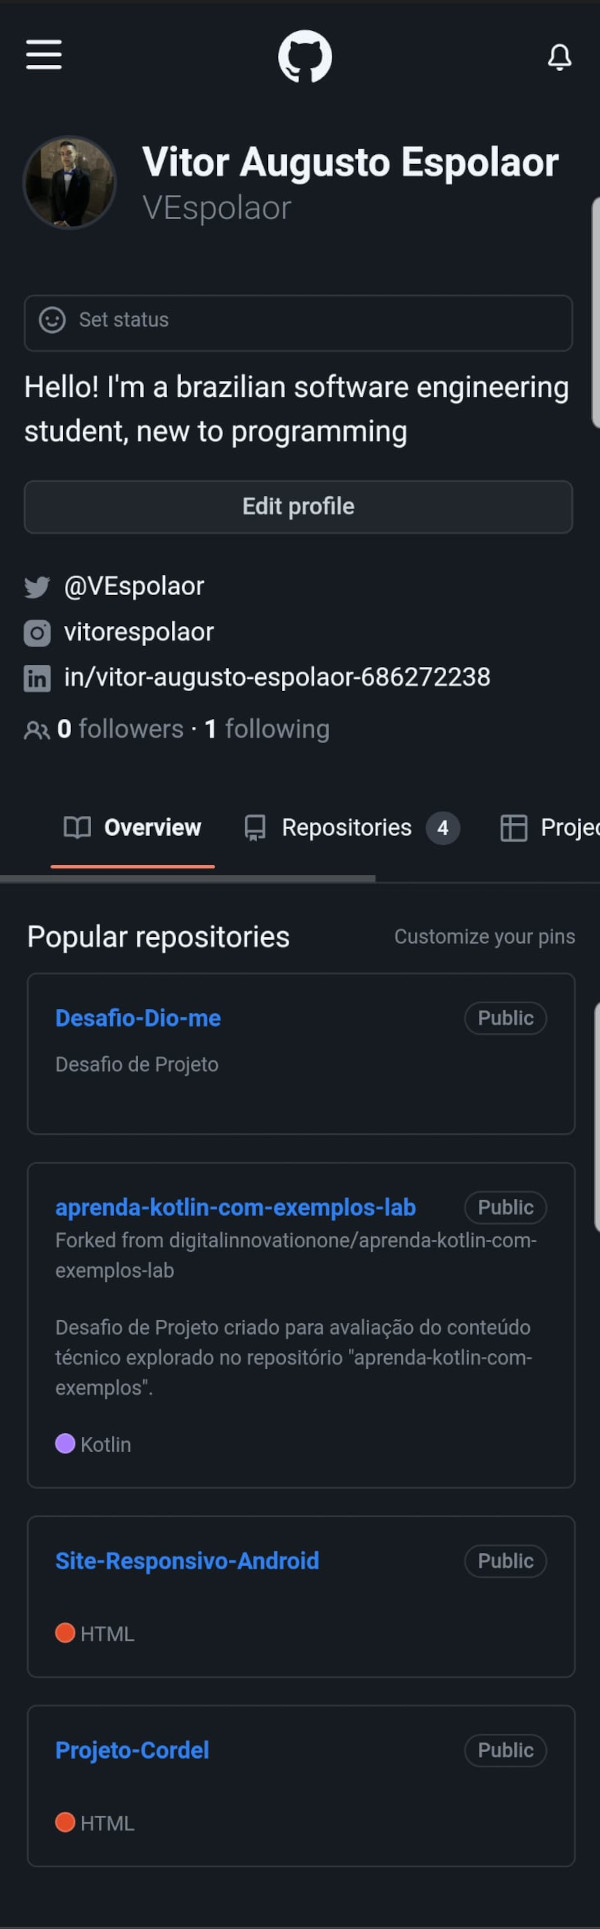 Vitor Augusto Espolaor
VEspolaor
Set status
Hello! I'm a brazilian software engineering
student, new to programming
Edit profile
@VEspolaor
vitorespolaor
in/vitor-augusto-espolaor-686272238
0 followers · 1 following
Overview Repositories 4 Projec
Popular repositories Customize your pins
Desafio-Dio-me Public
Desafio de Projeto
aprenda-kotlin-com-exemplos-lab Public
Forked from digitalinnovationone/aprenda-kotlin-com-
exemplos-lab
Desafio de Projeto criado para avaliação do conteúdo
técnico explorado no repositório "aprenda-kotlin-com-
exemplos".
Kotlin
Site-Responsivo-Android Public
HTML
Projeto-Cordel Public
HTML